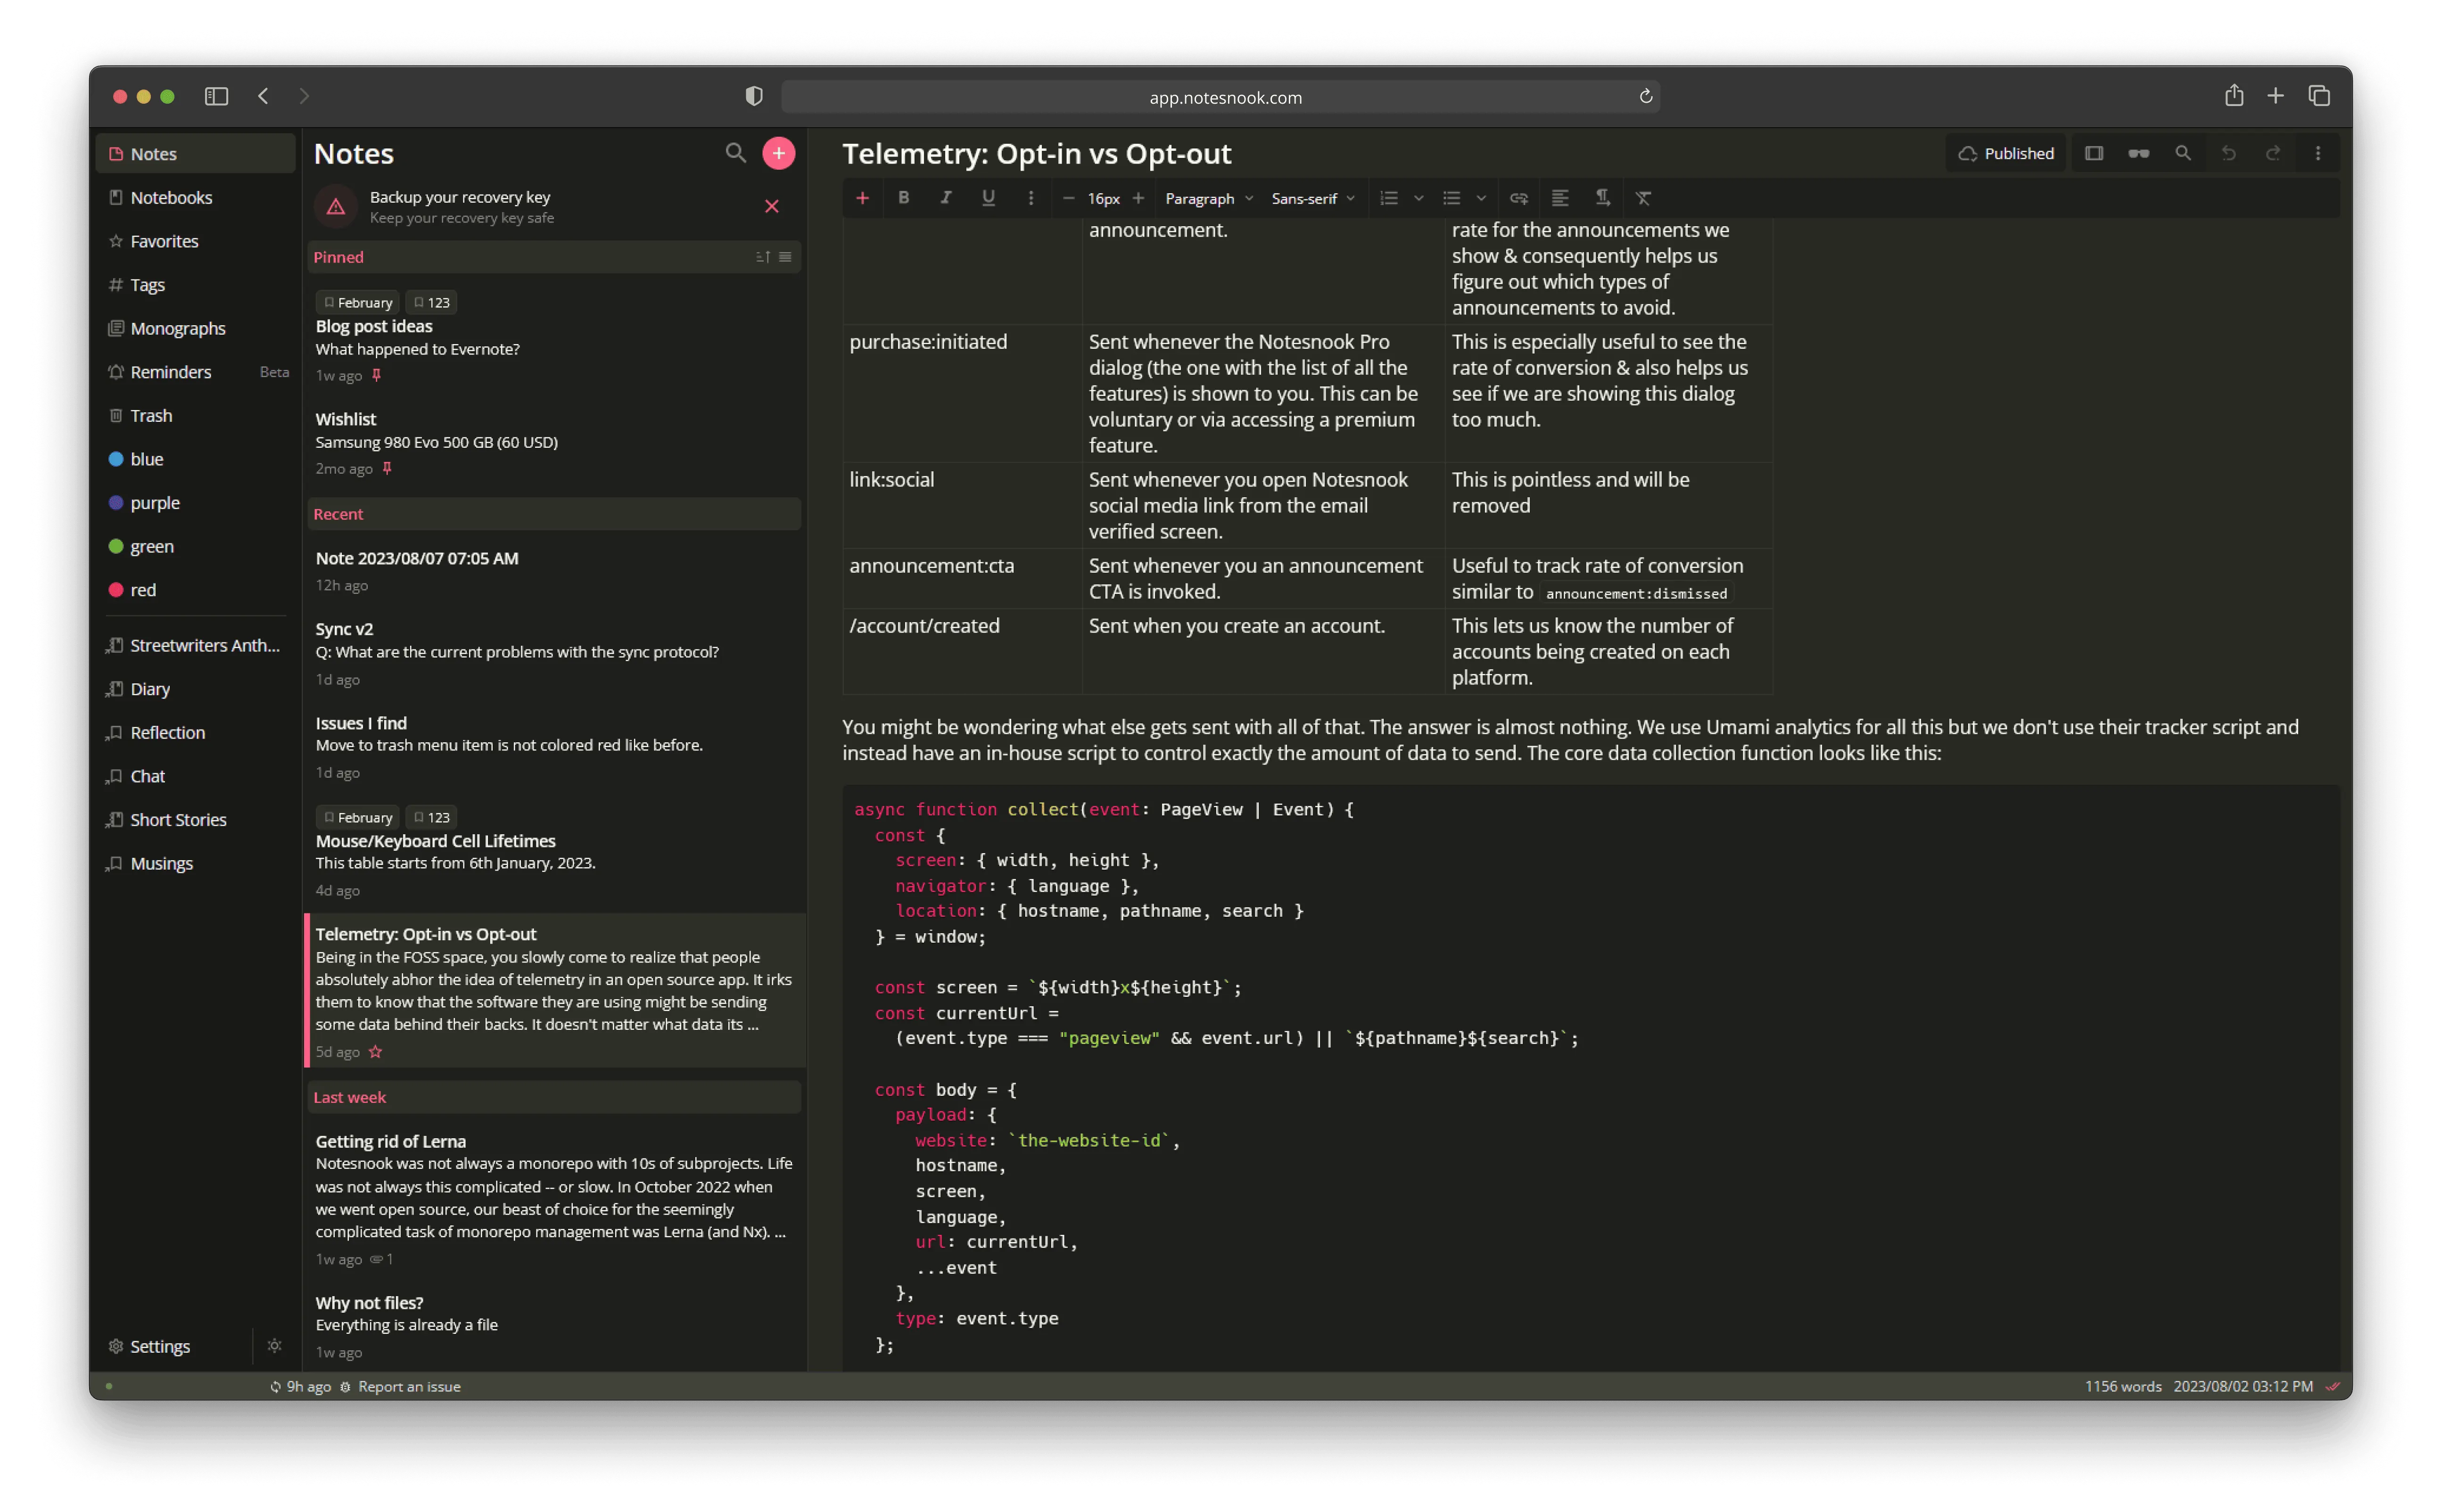 app.notesnook.com
Notes
Notebooks
Favorites
Tags
Monographs
Reminders Beta
Trash
blue
purple
green
red
Streetwriters Anth...
Diary
Reflection
Chat
Short Stories
Musings
Settings
Notes
Backup your recovery key
Keep your recovery key safe
Pinned
February 123
Blog post ideas
What happened to Evernote?
1w ago
Wishlist
Samsung 980 Evo 500 GB (60 USD)
2mo ago
Recent
Note 2023/08/07 07:05 AM
12h ago
Sync v2
Q: What are the current problems with the sync protocol?
1d ago
Issues I find
Move to trash menu item is not colored red like before.
1d ago
February 123
Mouse/Keyboard Cell Lifetimes
This table starts from 6th January, 2023.
4d ago
Telemetry: Opt-in vs Opt-out
Being in the FOSS space, you slowly come to realize that people
absolutely abhor the idea of telemetry in an open source app. It irks
them to know that the software they are using might be sending
some data behind their backs. It doesn't matter what data its ...
5d ago
Last week
Getting rid of Lerna
Notesnook was not always a monorepo with 10s of subprojects. Life
was not always this complicated -- or slow. In October 2022 when
we went open source, our beast of choice for the seemingly
complicated task of monorepo management was Lerna (and Nx). ...
1w ago 1
Why not files?
Everything is already a file
1w ago
Telemetry: Opt-in vs Opt-out
Published
B I U 16px Paragraph Sans-serif
announcement.
rate for the announcements we
show & consequently helps us
figure out which types of
announcements to avoid.
purchase:initiated
Sent whenever the Notesnook Pro
dialog (the one with the list of all the
features) is shown to you. This can be
voluntary or via accessing a premium
feature.
This is especially useful to see the
rate of conversion & also helps us
see if we are showing this dialog
too much.
link:social
Sent whenever you open Notesnook
social media link from the email
verified screen.
This is pointless and will be
removed
announcement:cta
Sent whenever you an announcement
CTA is invoked.
Useful to track rate of conversion
similar to announcement:dismissed
/account/created
Sent when you create an account.
This lets us know the number of
accounts being created on each
platform.
You might be wondering what else gets sent with all of that. The answer is almost nothing. We use Umami analytics for all this but we don't use their tracker script and
instead have an in-house script to control exactly the amount of data to send. The core data collection function looks like this:
async function collect(event: PageView | Event) {
  const {
    screen: { width, height },
    navigator: { language },
    location: { hostname, pathname, search }
  } = window;
  const screen = `${width}x${height}`;
  const currentUrl =
    (event.type === "pageview" && event.url) || `${pathname}${search}`;
  const body = {
    payload: {
      website: `the-website-id`,
      hostname,
      screen,
      language,
      url: currentUrl,
      ...event
    },
    type: event.type
  };
9h ago Report an issue
1156 words 2023/08/02 03:12 PM